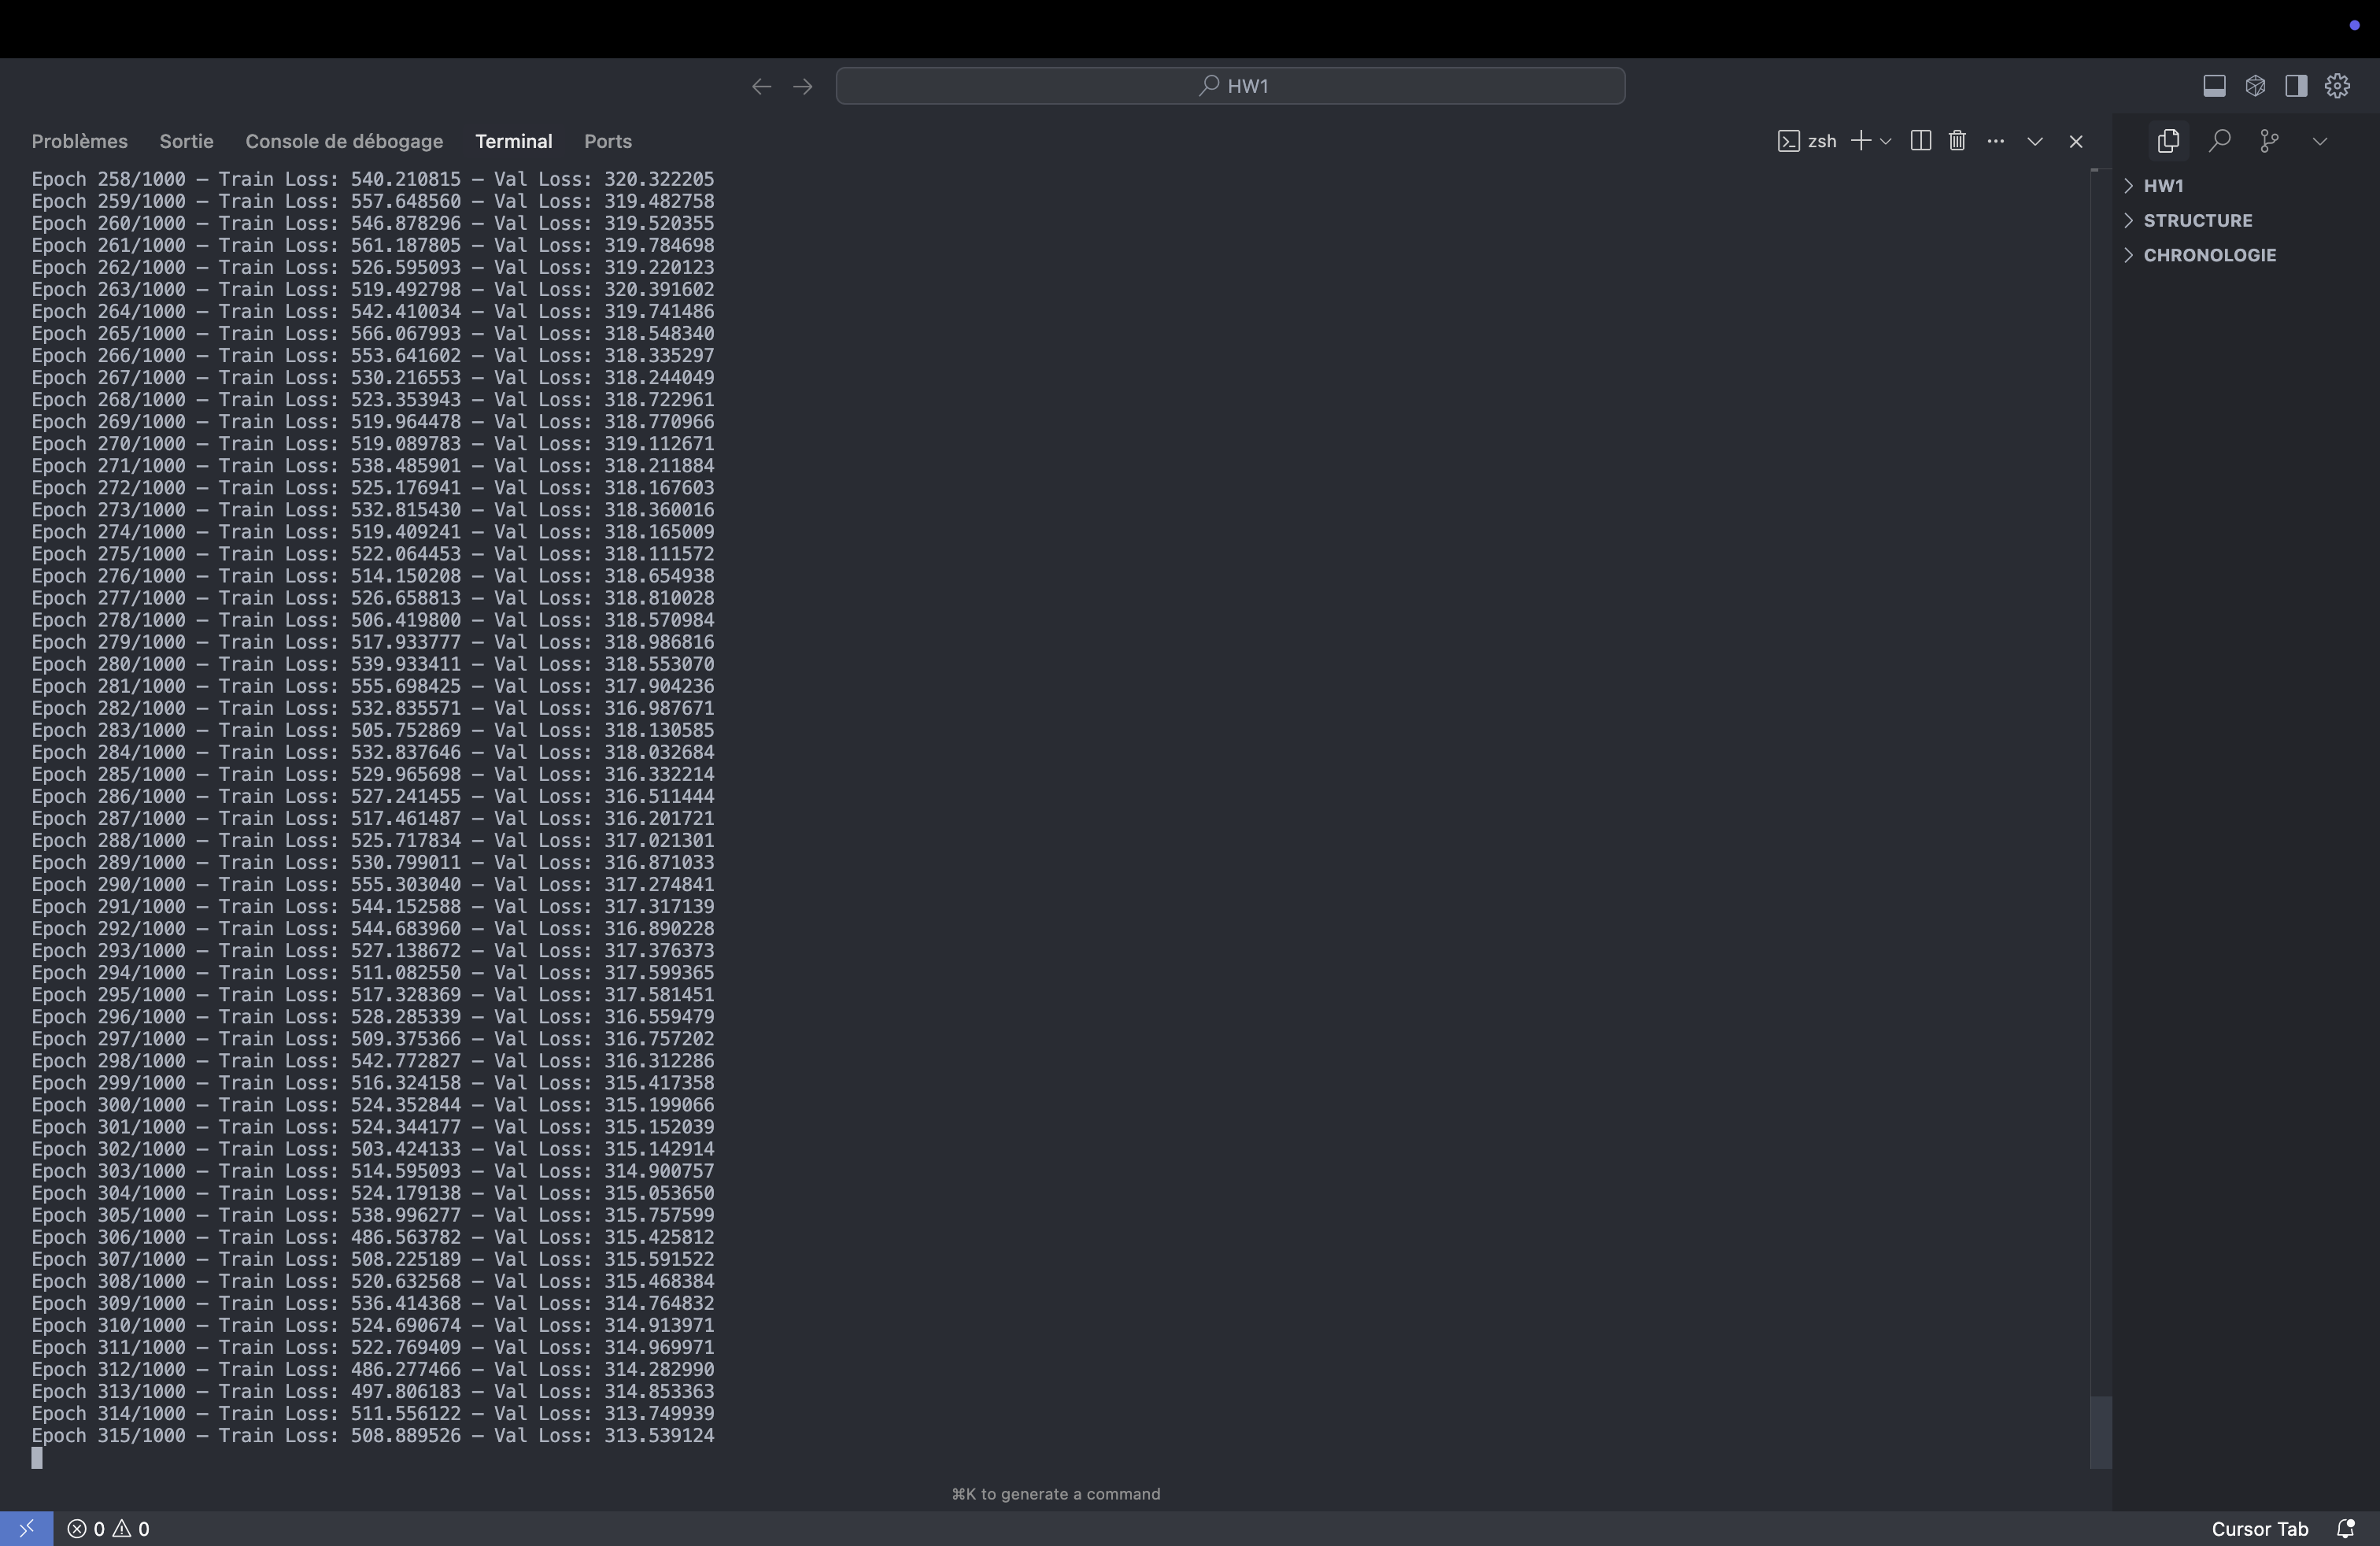 HW1
Problèmes Sortie Console de débogage Terminal Ports zsh
Epoch 258/1000 — Train Loss: 540.210815 — Val Loss: 320.322205
Epoch 259/1000 — Train Loss: 557.648560 — Val Loss: 319.482758
Epoch 260/1000 — Train Loss: 546.878296 — Val Loss: 319.520355
Epoch 261/1000 — Train Loss: 561.187805 — Val Loss: 319.784698
Epoch 262/1000 — Train Loss: 526.595093 — Val Loss: 319.220123
Epoch 263/1000 — Train Loss: 519.492798 — Val Loss: 320.391602
Epoch 264/1000 — Train Loss: 542.410034 — Val Loss: 319.741486
Epoch 265/1000 — Train Loss: 566.067993 — Val Loss: 318.548340
Epoch 266/1000 — Train Loss: 553.641602 — Val Loss: 318.335297
Epoch 267/1000 — Train Loss: 530.216553 — Val Loss: 318.244049
Epoch 268/1000 — Train Loss: 523.353943 — Val Loss: 318.722961
Epoch 269/1000 — Train Loss: 519.964478 — Val Loss: 318.770966
Epoch 270/1000 — Train Loss: 519.089783 — Val Loss: 319.112671
Epoch 271/1000 — Train Loss: 538.485901 — Val Loss: 318.211884
Epoch 272/1000 — Train Loss: 525.176941 — Val Loss: 318.167603
Epoch 273/1000 — Train Loss: 532.815430 — Val Loss: 318.360016
Epoch 274/1000 — Train Loss: 519.409241 — Val Loss: 318.165009
Epoch 275/1000 — Train Loss: 522.064453 — Val Loss: 318.111572
Epoch 276/1000 — Train Loss: 514.150208 — Val Loss: 318.654938
Epoch 277/1000 — Train Loss: 526.658813 — Val Loss: 318.810028
Epoch 278/1000 — Train Loss: 506.419800 — Val Loss: 318.570984
Epoch 279/1000 — Train Loss: 517.933777 — Val Loss: 318.986816
Epoch 280/1000 — Train Loss: 539.933411 — Val Loss: 318.553070
Epoch 281/1000 — Train Loss: 555.698425 — Val Loss: 317.904236
Epoch 282/1000 — Train Loss: 532.835571 — Val Loss: 316.987671
Epoch 283/1000 — Train Loss: 505.752869 — Val Loss: 318.130585
Epoch 284/1000 — Train Loss: 532.837646 — Val Loss: 318.032684
Epoch 285/1000 — Train Loss: 529.965698 — Val Loss: 316.332214
Epoch 286/1000 — Train Loss: 527.241455 — Val Loss: 316.511444
Epoch 287/1000 — Train Loss: 517.461487 — Val Loss: 316.201721
Epoch 288/1000 — Train Loss: 525.717834 — Val Loss: 317.021301
Epoch 289/1000 — Train Loss: 530.799011 — Val Loss: 316.871033
Epoch 290/1000 — Train Loss: 555.303040 — Val Loss: 317.274841
Epoch 291/1000 — Train Loss: 544.152588 — Val Loss: 317.317139
Epoch 292/1000 — Train Loss: 544.683960 — Val Loss: 316.890228
Epoch 293/1000 — Train Loss: 527.138672 — Val Loss: 317.376373
Epoch 294/1000 — Train Loss: 511.082550 — Val Loss: 317.599365
Epoch 295/1000 — Train Loss: 517.328369 — Val Loss: 317.581451
Epoch 296/1000 — Train Loss: 528.285339 — Val Loss: 316.559479
Epoch 297/1000 — Train Loss: 509.375366 — Val Loss: 316.757202
Epoch 298/1000 — Train Loss: 542.772827 — Val Loss: 316.312286
Epoch 299/1000 — Train Loss: 516.324158 — Val Loss: 315.417358
Epoch 300/1000 — Train Loss: 524.352844 — Val Loss: 315.199066
Epoch 301/1000 — Train Loss: 524.344177 — Val Loss: 315.152039
Epoch 302/1000 — Train Loss: 503.424133 — Val Loss: 315.142914
Epoch 303/1000 — Train Loss: 514.595093 — Val Loss: 314.900757
Epoch 304/1000 — Train Loss: 524.179138 — Val Loss: 315.053650
Epoch 305/1000 — Train Loss: 538.996277 — Val Loss: 315.757599
Epoch 306/1000 — Train Loss: 486.563782 — Val Loss: 315.425812
Epoch 307/1000 — Train Loss: 508.225189 — Val Loss: 315.591522
Epoch 308/1000 — Train Loss: 520.632568 — Val Loss: 315.468384
Epoch 309/1000 — Train Loss: 536.414368 — Val Loss: 314.764832
Epoch 310/1000 — Train Loss: 524.690674 — Val Loss: 314.913971
Epoch 311/1000 — Train Loss: 522.769409 — Val Loss: 314.969971
Epoch 312/1000 — Train Loss: 486.277466 — Val Loss: 314.282990
Epoch 313/1000 — Train Loss: 497.806183 — Val Loss: 314.853363
Epoch 314/1000 — Train Loss: 511.556122 — Val Loss: 313.749939
Epoch 315/1000 — Train Loss: 508.889526 — Val Loss: 313.539124
⌘K to generate a command
HW1
STRUCTURE
CHRONOLOGIE
0 0
Cursor Tab